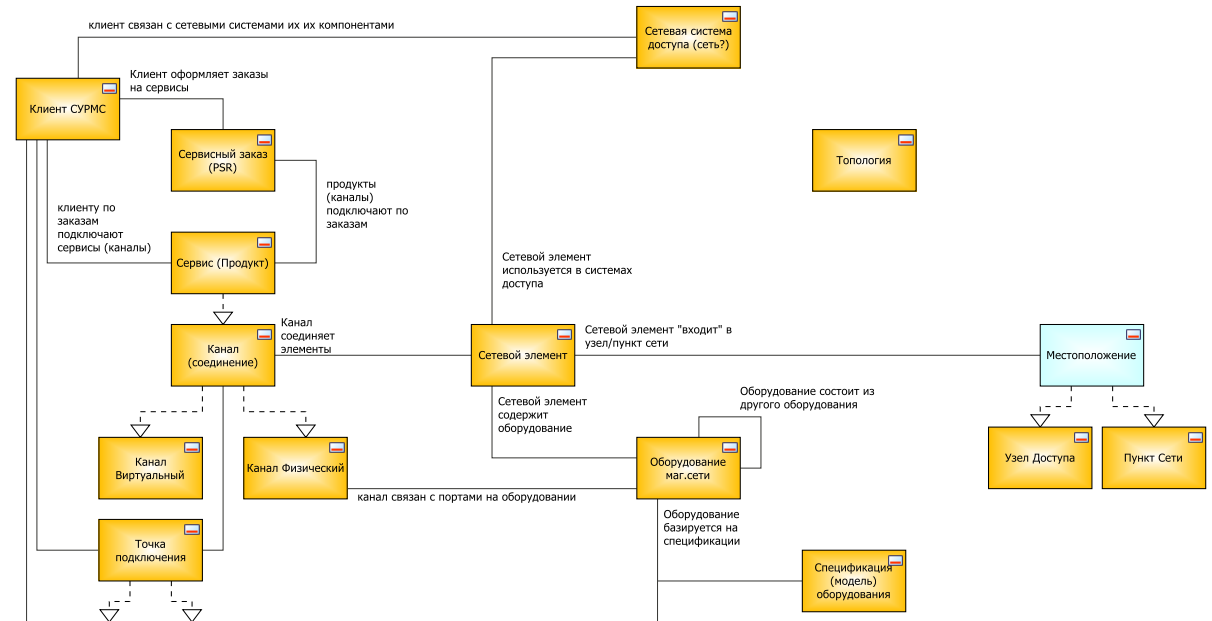 клиент связан с сетевыми системами их их компонентами
Сетевая система
доступа (сеть?)
Клиент оформляет заказы
на сервисы
Клиент СУРМС
Сервисный заказ
(PSR)
Топология
продукты
(каналы)
подключают по
заказам
клиенту по
заказам
подключают
сервисы (каналы)
Сервис (Продукт)
Сетевой элемент
используется в системах
доступа
Канал
соединяет
элементы
Канал
(соединение)
Сетевой элемент
Сетевой элемент "входит" в
узел/пункт сети
Местоположение
Сетевой элемент
содержит
оборудование
Оборудование состоит из
другого оборудования
Канал
Виртуальный
Канал Физический
Оборудование
маг.сети
Узел Доступа
Пункт Сети
канал связан с портами на оборудовании
Оборудование
базируется на
спецификации
Точка
подключения
Спецификация
(модель)
оборудования